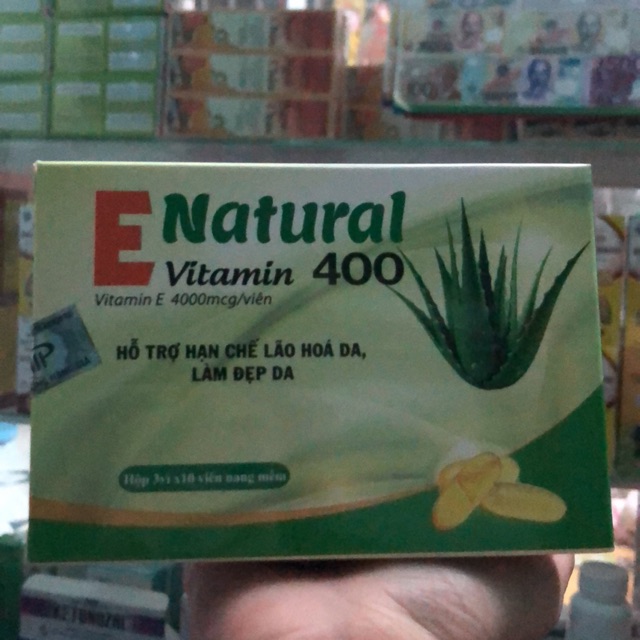 E Natural
Vitamin 400
Vitamin E 4000mcg/viên
HỖ TRỢ HẠN CHẾ LÃO HOÁ DA,
LÀM ĐẸP DA
Hộp 3vỉ x10 viên nang mềm